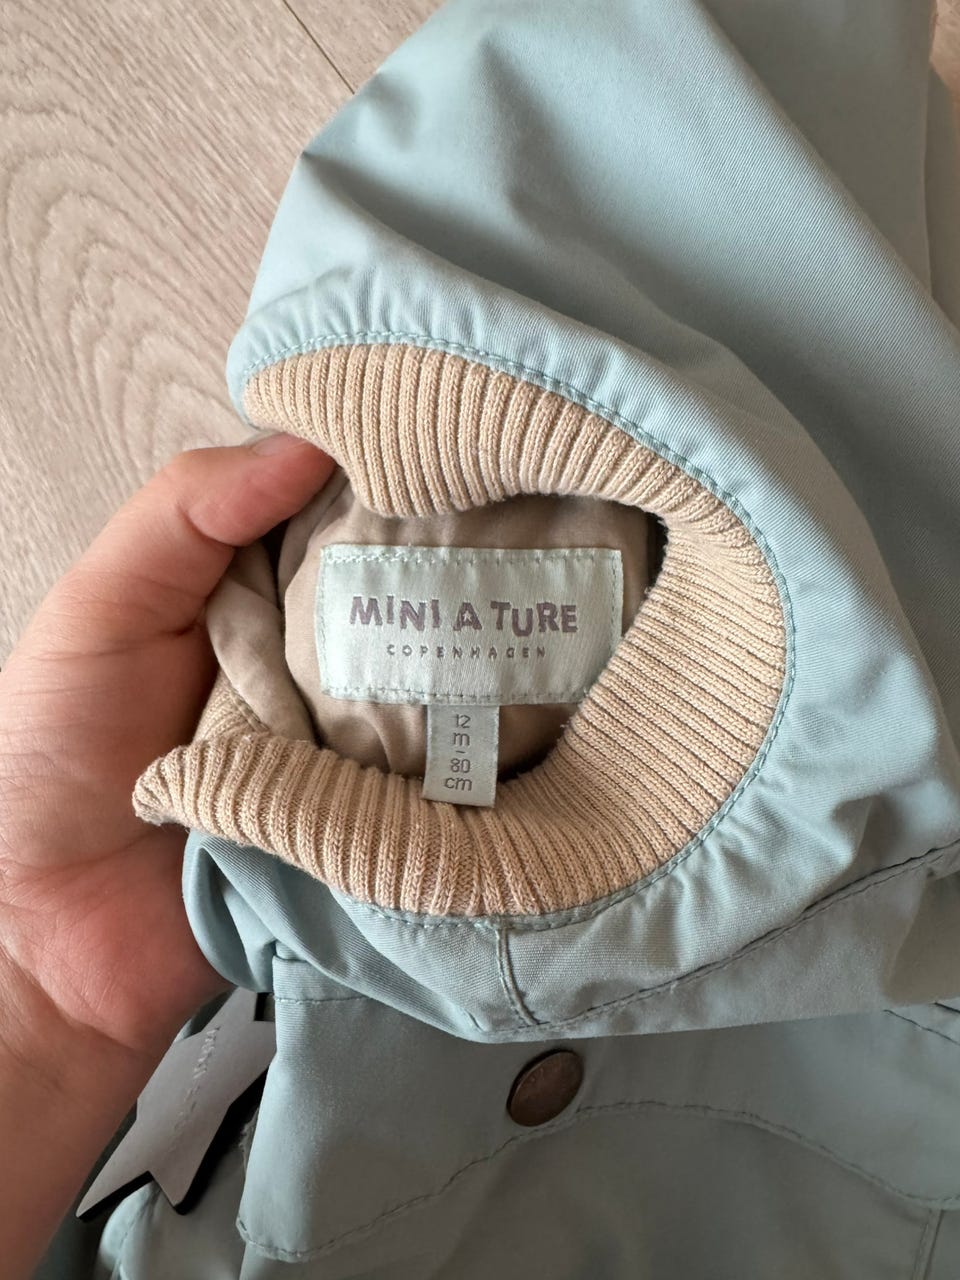 MINI A TURE
COPENHAGEN
12
m
-
80
cm